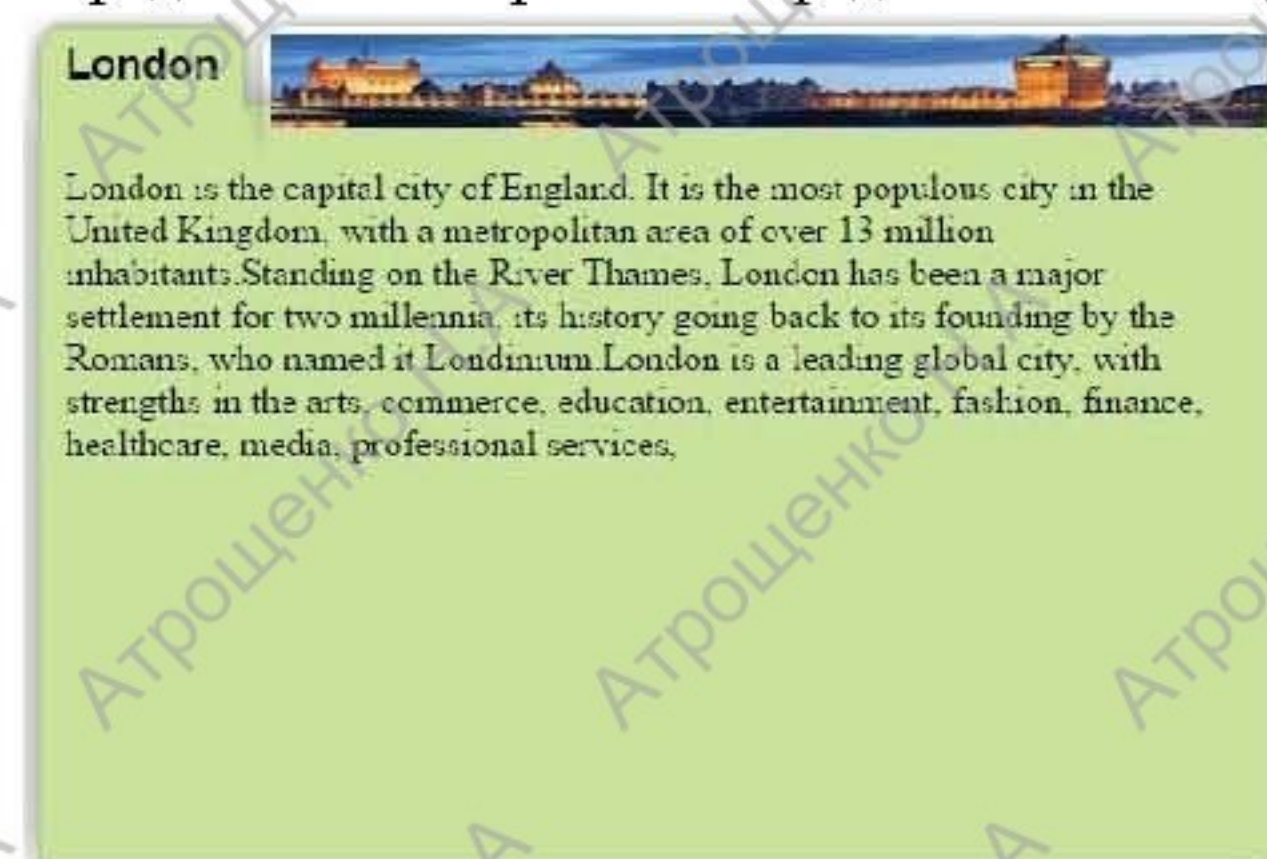 London
London is the capital city of England. It is the most populous city in the
United Kingdom, with a metropolitan area of over 13 million
inhabitants.Standing on the River Thames, London has been a major
settlement for two millennia, its history going back to its founding by the
Romans, who named it Londinium.London is a leading global city, with
strengths in the arts, commerce, education, entertainment, fashion, finance,
healthcare, media, professional services,
Атрощенко
Атрощенко